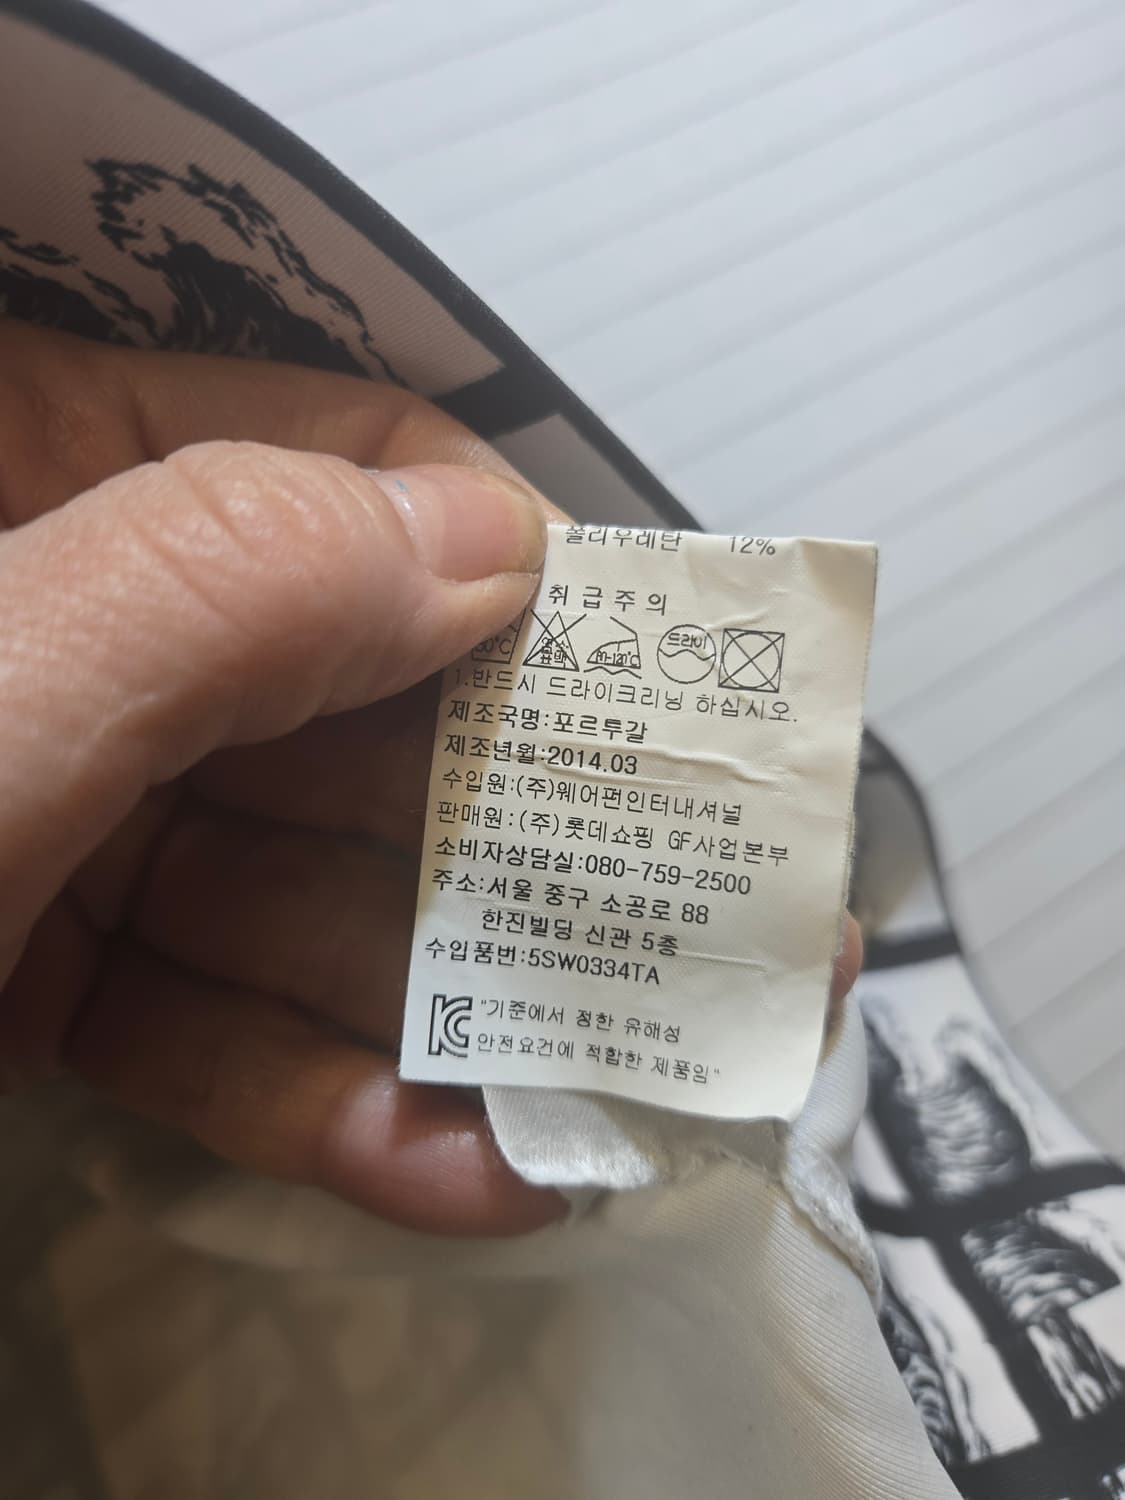 폴리우레탄 12%
취급주의
30°C 염소 표백 80-120°C 드라이
1.반드시 드라이크리닝 하십시오.
제조국명:포르투갈
제조년월:2014.03
수입원:(주)웨어펀인터내셔널
판매원:(주)롯데쇼핑 GF사업본부
소비자상담실:080-759-2500
주소:서울 중구 소공로 88
한진빌딩 신관 5층
수입품번:5SW0334TA
"기준에서 정한 유해성
안전요건에 적합한 제품임"